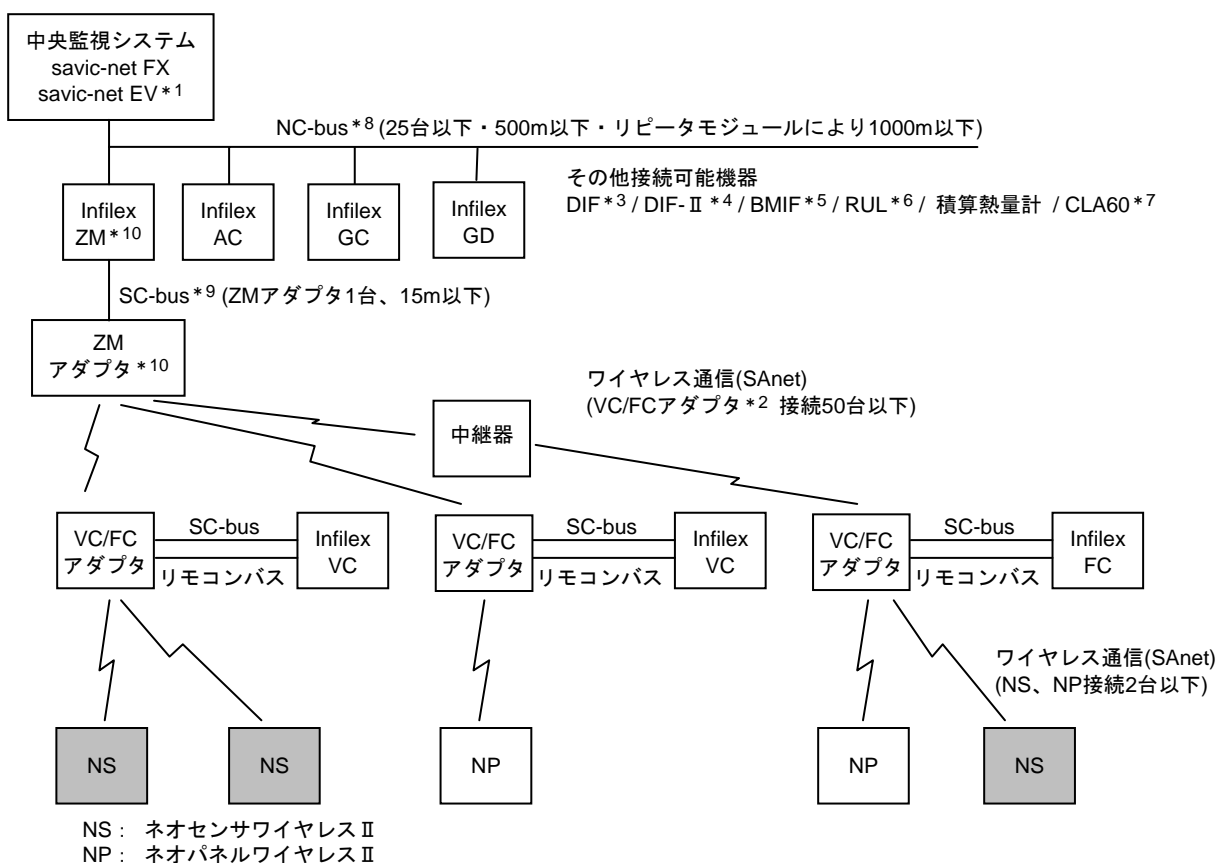 中央監視システム
savic-net FX
savic-net EV*1
NC-bus*8 (25台以下・500m以下・リピータモジュールにより1000m以下)
その他接続可能機器
DIF*3 / DIF-Ⅱ*4 / BMIF*5 / RUL*6 / 積算熱量計 / CLA60*7
Infilex
ZM*10
Infilex
AC
Infilex
GC
Infilex
GD
SC-bus*9 (ZMアダプタ1台、15m以下)
ZM
アダプタ*10
ワイヤレス通信(SAnet)
(VC/FCアダプタ*2 接続50台以下)
中継器
VC/FC
アダプタ
SC-bus
リモコンバス
Infilex
VC
VC/FC
アダプタ
SC-bus
リモコンバス
Infilex
VC
VC/FC
アダプタ
SC-bus
リモコンバス
Infilex
FC
ワイヤレス通信(SAnet)
(NS、NP接続2台以下)
NS
NS
NP
NP
NS
NS : ネオセンサワイヤレスⅡ
NP : ネオパネルワイヤレスⅡ